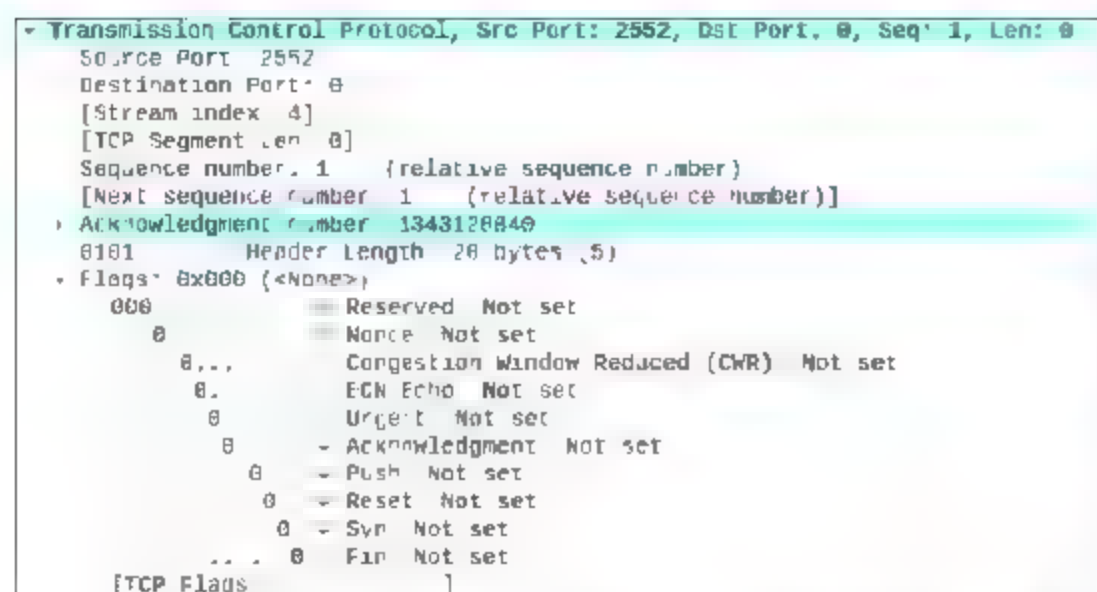 Transmission Control Protocol, Src Port: 2552, Dst Port: 0, Seq: 1, Len: 0
Source Port: 2552
Destination Port: 0
[Stream index: 4]
[TCP Segment Len: 0]
Sequence number: 1 (relative sequence number)
[Next sequence number: 1 (relative sequence number)]
Acknowledgment number: 1343128840
0101 Header Length: 20 bytes (5)
Flags: 0x000 (<None>)
000. .... .... = Reserved: Not set
...0 .... .... = Nonce: Not set
.... 0... .... = Congestion Window Reduced (CWR): Not set
.... .0.. .... = ECN-Echo: Not set
.... ..0. .... = Urgent: Not set
.... ...0 .... = Acknowledgment: Not set
.... .... 0... = Push: Not set
.... .... .0.. = Reset: Not set
.... .... ..0. = Syn: Not set
.... .... ...0 = Fin: Not set
[TCP Flags: ]